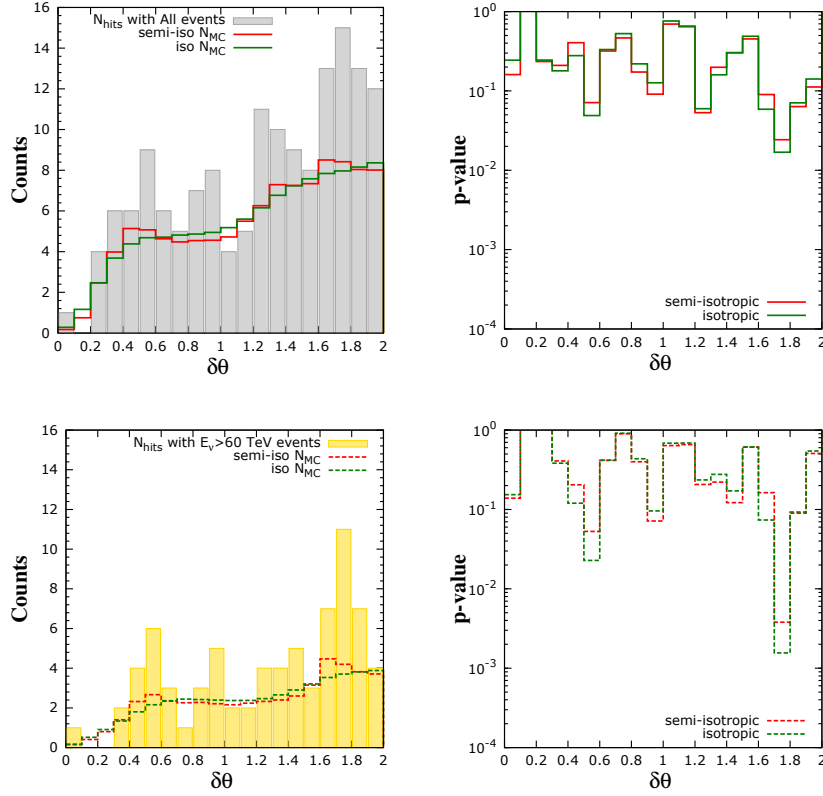 16
14
12
10
8
6
4
2
0
Counts
N_hits with All events
semi-iso N_MC
iso N_MC
0 0.2 0.4 0.6 0.8 1 1.2 1.4 1.6 1.8 2
δθ
10^0
10^-1
10^-2
10^-3
10^-4
p-value
semi-isotropic
isotropic
0 0.2 0.4 0.6 0.8 1 1.2 1.4 1.6 1.8 2
δθ
16
14
12
10
8
6
4
2
0
Counts
N_hits with E_ν>60 TeV events
semi-iso N_MC
iso N_MC
0 0.2 0.4 0.6 0.8 1 1.2 1.4 1.6 1.8 2
δθ
10^0
10^-1
10^-2
10^-3
10^-4
p-value
semi-isotropic
isotropic
0 0.2 0.4 0.6 0.8 1 1.2 1.4 1.6 1.8 2
δθ